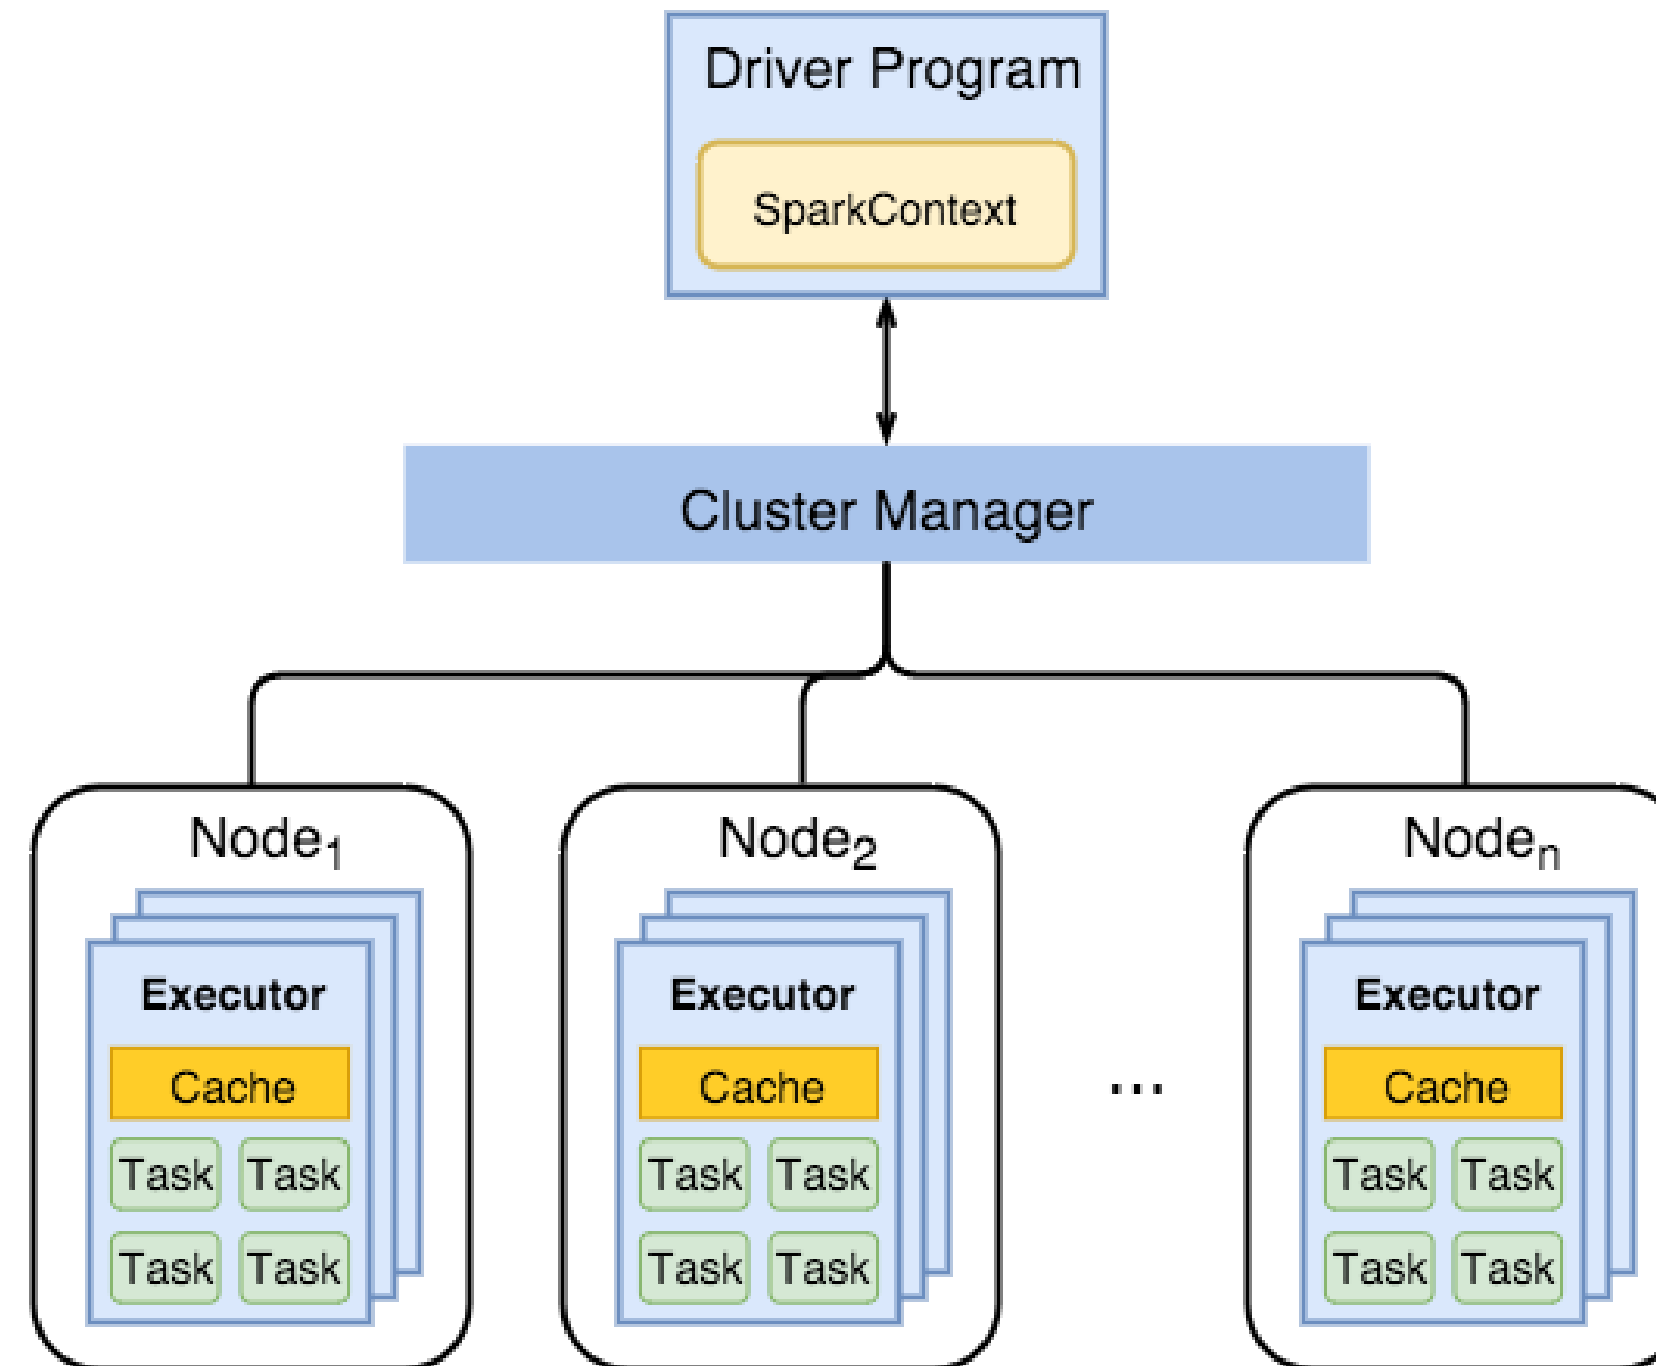 Driver Program
SparkContext
Cluster Manager
Node1
Node2
Noden
Executor
Executor
Executor
Cache
Cache
...
Cache
Task Task
Task Task
Task Task
Task Task
Task Task
Task Task